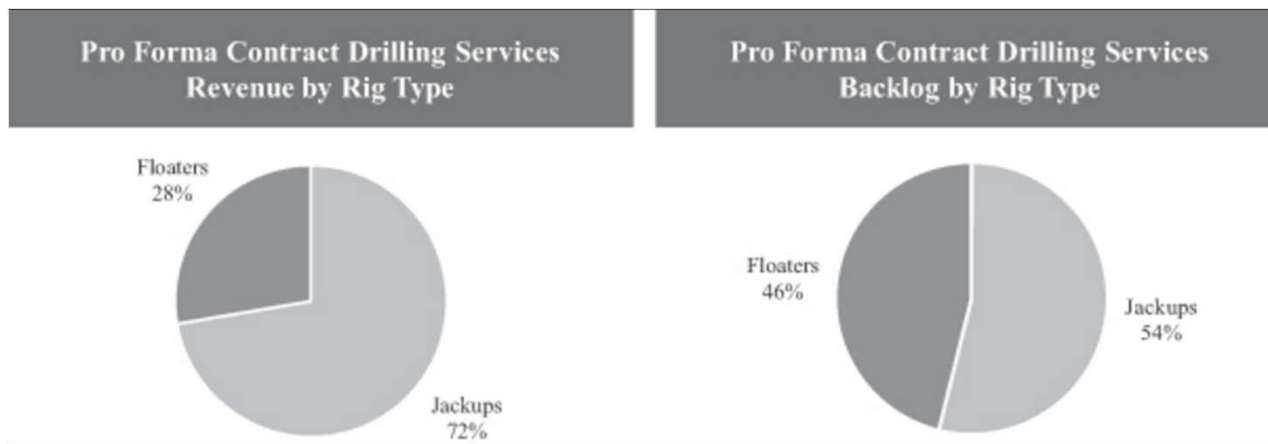 Pro Forma Contract Drilling Services
Revenue by Rig Type
Floaters
28%
Jackups
72%
Pro Forma Contract Drilling Services
Backlog by Rig Type
Floaters
46%
Jackups
54%